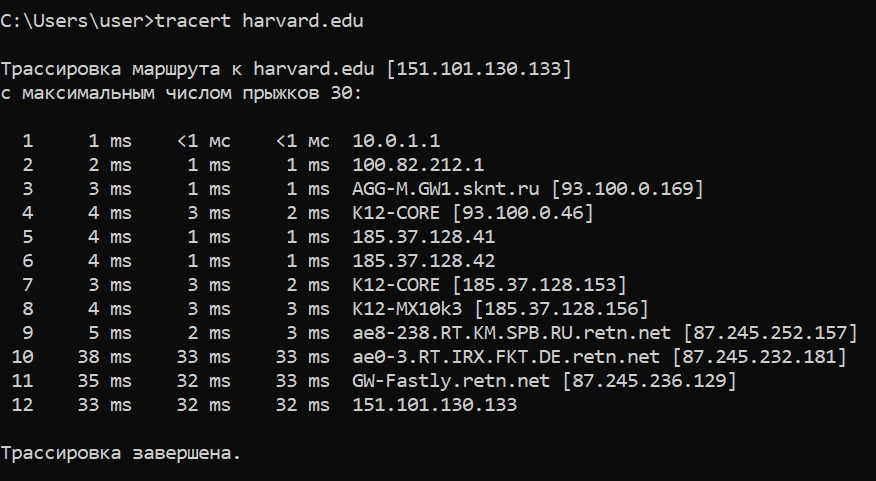 C:\Users\user>tracert harvard.edu
Трассировка маршрута к harvard.edu [151.101.130.133]
с максимальным числом прыжков 30:
1 1 ms <1 мс <1 мс 10.0.1.1
2 2 ms 1 ms 1 ms 100.82.212.1
3 3 ms 1 ms 1 ms AGG-M.GW1.sknt.ru [93.100.0.169]
4 4 ms 3 ms 2 ms K12-CORE [93.100.0.46]
5 4 ms 1 ms 1 ms 185.37.128.41
6 4 ms 1 ms 1 ms 185.37.128.42
7 3 ms 3 ms 2 ms K12-CORE [185.37.128.153]
8 4 ms 3 ms 3 ms K12-MX10k3 [185.37.128.156]
9 5 ms 2 ms 3 ms ae8-238.RT.KM.SPB.RU.retn.net [87.245.252.157]
10 38 ms 33 ms 33 ms ae0-3.RT.IRX.FKT.DE.retn.net [87.245.232.181]
11 35 ms 32 ms 33 ms GW-Fastly.retn.net [87.245.236.129]
12 33 ms 32 ms 32 ms 151.101.130.133
Трассировка завершена.